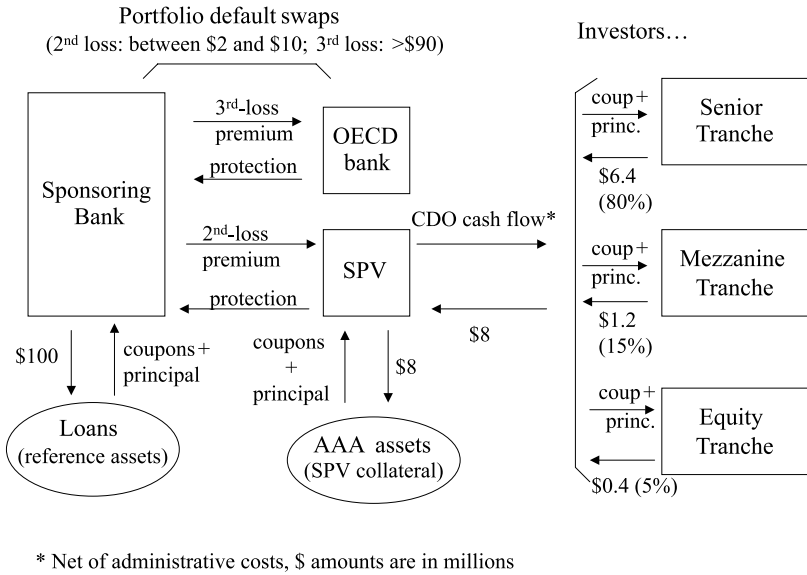 Portfolio default swaps
(2nd loss: between $2 and $10; 3rd loss: >$90)
Investors…
3rd-loss
premium
protection
OECD
bank
Sponsoring
Bank
2nd-loss
premium
protection
SPV
CDO cash flow*
$8
coup +
princ.
Senior
Tranche
$6.4
(80%)
coup +
princ.
Mezzanine
Tranche
$1.2
(15%)
coup +
princ.
Equity
Tranche
$0.4 (5%)
$100
coupons +
principal
coupons
+
principal
$8
Loans
(reference assets)
AAA assets
(SPV collateral)
* Net of administrative costs, $ amounts are in millions